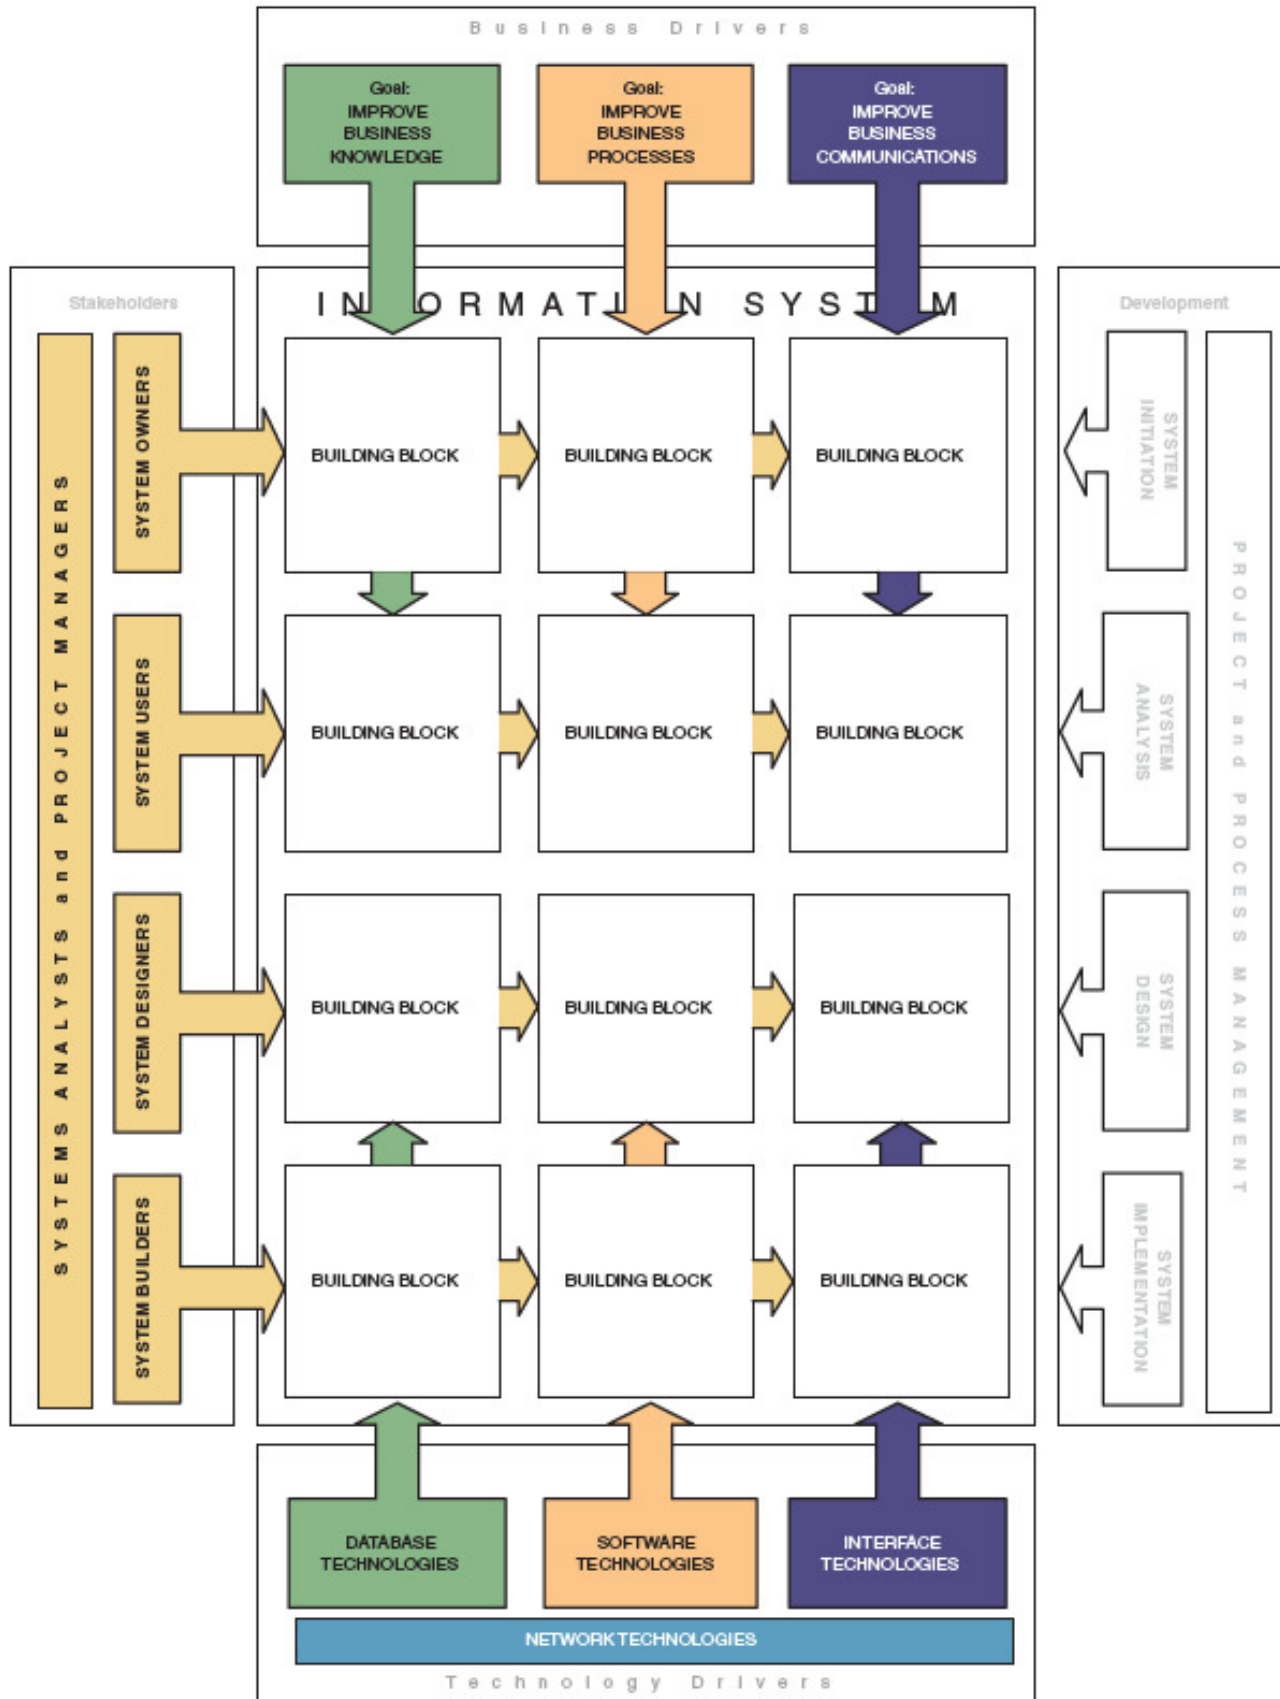 Business Drivers
Goal:
IMPROVE
BUSINESS
KNOWLEDGE
Goal:
IMPROVE
BUSINESS
PROCESSES
Goal:
IMPROVE
BUSINESS
COMMUNICATIONS
Stakeholders
INFORMATION SYSTEM
Development
SYSTEMS ANALYSTS and PROJECT MANAGERS
SYSTEM OWNERS
BUILDING BLOCK
BUILDING BLOCK
BUILDING BLOCK
SYSTEM
INITIATION
PROJECT and PROCESS MANAGEMENT
SYSTEM USERS
BUILDING BLOCK
BUILDING BLOCK
BUILDING BLOCK
SYSTEM
ANALYSIS
SYSTEM DESIGNERS
BUILDING BLOCK
BUILDING BLOCK
BUILDING BLOCK
SYSTEM
DESIGN
SYSTEM BUILDERS
BUILDING BLOCK
BUILDING BLOCK
BUILDING BLOCK
SYSTEM
IMPLEMENTATION
DATABASE
TECHNOLOGIES
SOFTWARE
TECHNOLOGIES
INTERFACE
TECHNOLOGIES
NETWORK TECHNOLOGIES
Technology Drivers